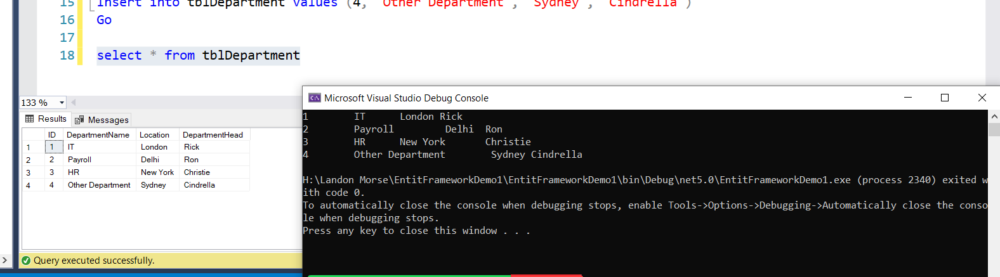 15 Insert into tblDepartment values (4, 'Other Department', 'Sydney', 'Cindrella')
16 Go
17
18 select * from tblDepartment
133 %
Results Messages
ID DepartmentName Location DepartmentHead
1 1 IT London Rick
2 2 Payroll Delhi Ron
3 3 HR New York Christie
4 4 Other Department Sydney Cindrella
Query executed successfully.
C:\ Microsoft Visual Studio Debug Console
1 IT London Rick
2 Payroll Delhi Ron
3 HR New York Christie
4 Other Department Sydney Cindrella
H:\Landon Morse\EntitFrameworkDemo1\EntitFrameworkDemo1\bin\Debug\net5.0\EntitFrameworkDemo1.exe (process 2340) exited w
ith code 0.
To automatically close the console when debugging stops, enable Tools->Options->Debugging->Automatically close the conso
le when debugging stops.
Press any key to close this window . . .